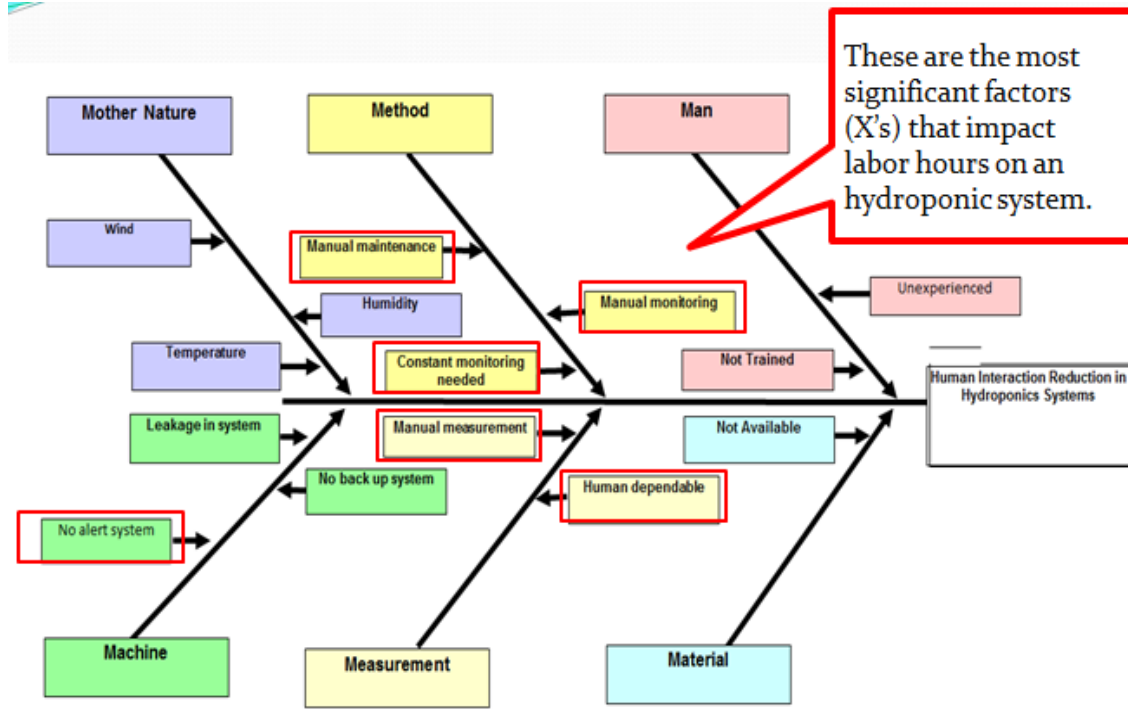 These are the most
significant factors
(X's) that impact
labor hours on an
hydroponic system.
Mother Nature
Method
Man
Wind
Manual maintenance
Humidity
Temperature
Manual monitoring
Constant monitoring
needed
Unexperienced
Not Trained
Human Interaction Reduction in
Hydroponics Systems
Leakage in system
No back up system
No alert system
Manual measurement
Human dependable
Not Available
Machine
Measurement
Material